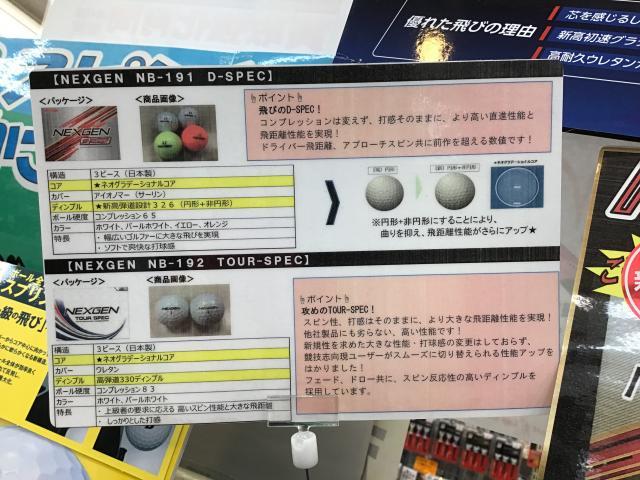 優れた飛びの理由
新高初速グラ
高耐久ウレタンカ
【NEXGEN NB-191 D-SPEC】
<パッケージ>
<商品画像>
NEXGEN
構造 3ピース（日本製）
コア ★ネオグラデーショナルコア
カバー アイオノマー（サーリン）
ディンプル ★新高弾道設計326（円形+非円形）
ボール硬度 コンプレッション65
カラー ホワイト、パールホワイト、イエロー、オレンジ
特長 ・幅広いゴルファーに大きな飛びを実現
・ソフトで爽快な打球感
ポイント
飛びのD-SPEC！
コンプレッションは変えず、打感そのままに、より高い直進性能と
飛距離性能を実現！
ドライバー飛距離、アプローチスピン共に前作を超える数値です！
円形
円形+非円形
★ネオグラデーショナルコア
※円形+非円形にすることにより、
曲りを抑え、飛距離性能がさらにアップ★
【NEXGEN NB-192 TOUR-SPEC】
<パッケージ>
<商品画像>
NEXGEN
TOUR SPEC
構造 3ピース（日本製）
コア ★ネオグラデーショナルコア
カバー ウレタン
ディンプル 高弾道330ディンプル
ボール硬度 コンプレッション83
カラー ホワイト、パールホワイト
特長 ・上級者の要求に応える 高いスピン性能と大きな飛距離
・しっかりとした打感
ポイント
攻めのTOUR-SPEC！
スピン性、打感はそのままに、より大きな飛距離性能を実現！
他社製品にも劣らない、高い性能です！
新規性を求めた大きな性能・打球感の変更はしておらず、
競技志向現ユーザーがスムーズに切り替えられる性能アップを
はかりました！
フェード、ドロー共に、スピン反応性の高いディンプルを
採用しています。